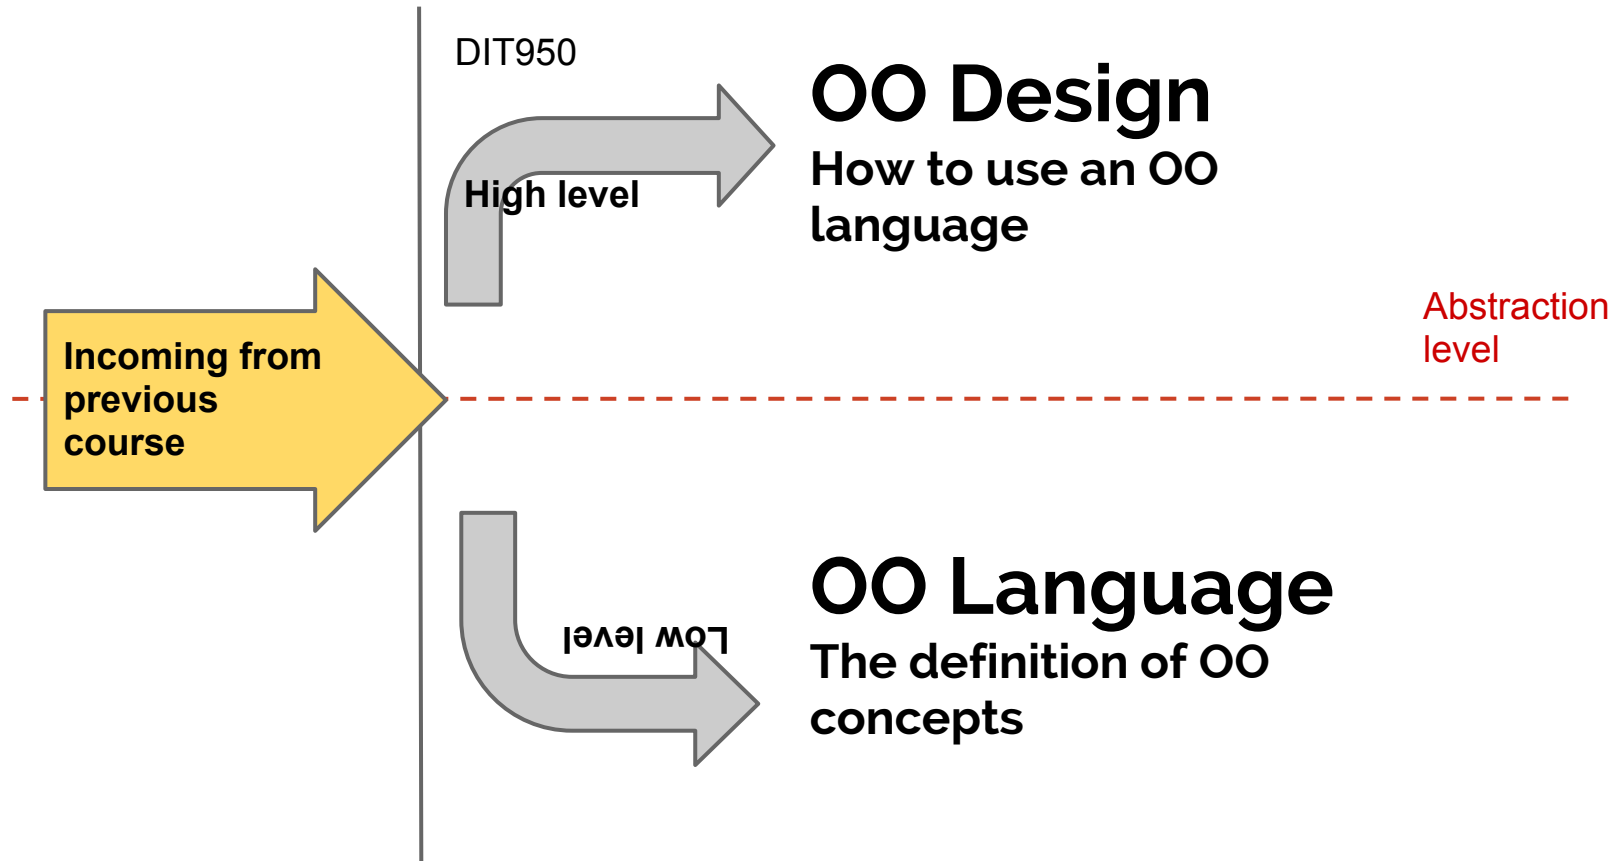 DIT950
OO Design
How to use an OO
language
High level
Abstraction
level
Incoming from
previous
course
Low level
OO Language
The definition of OO
concepts